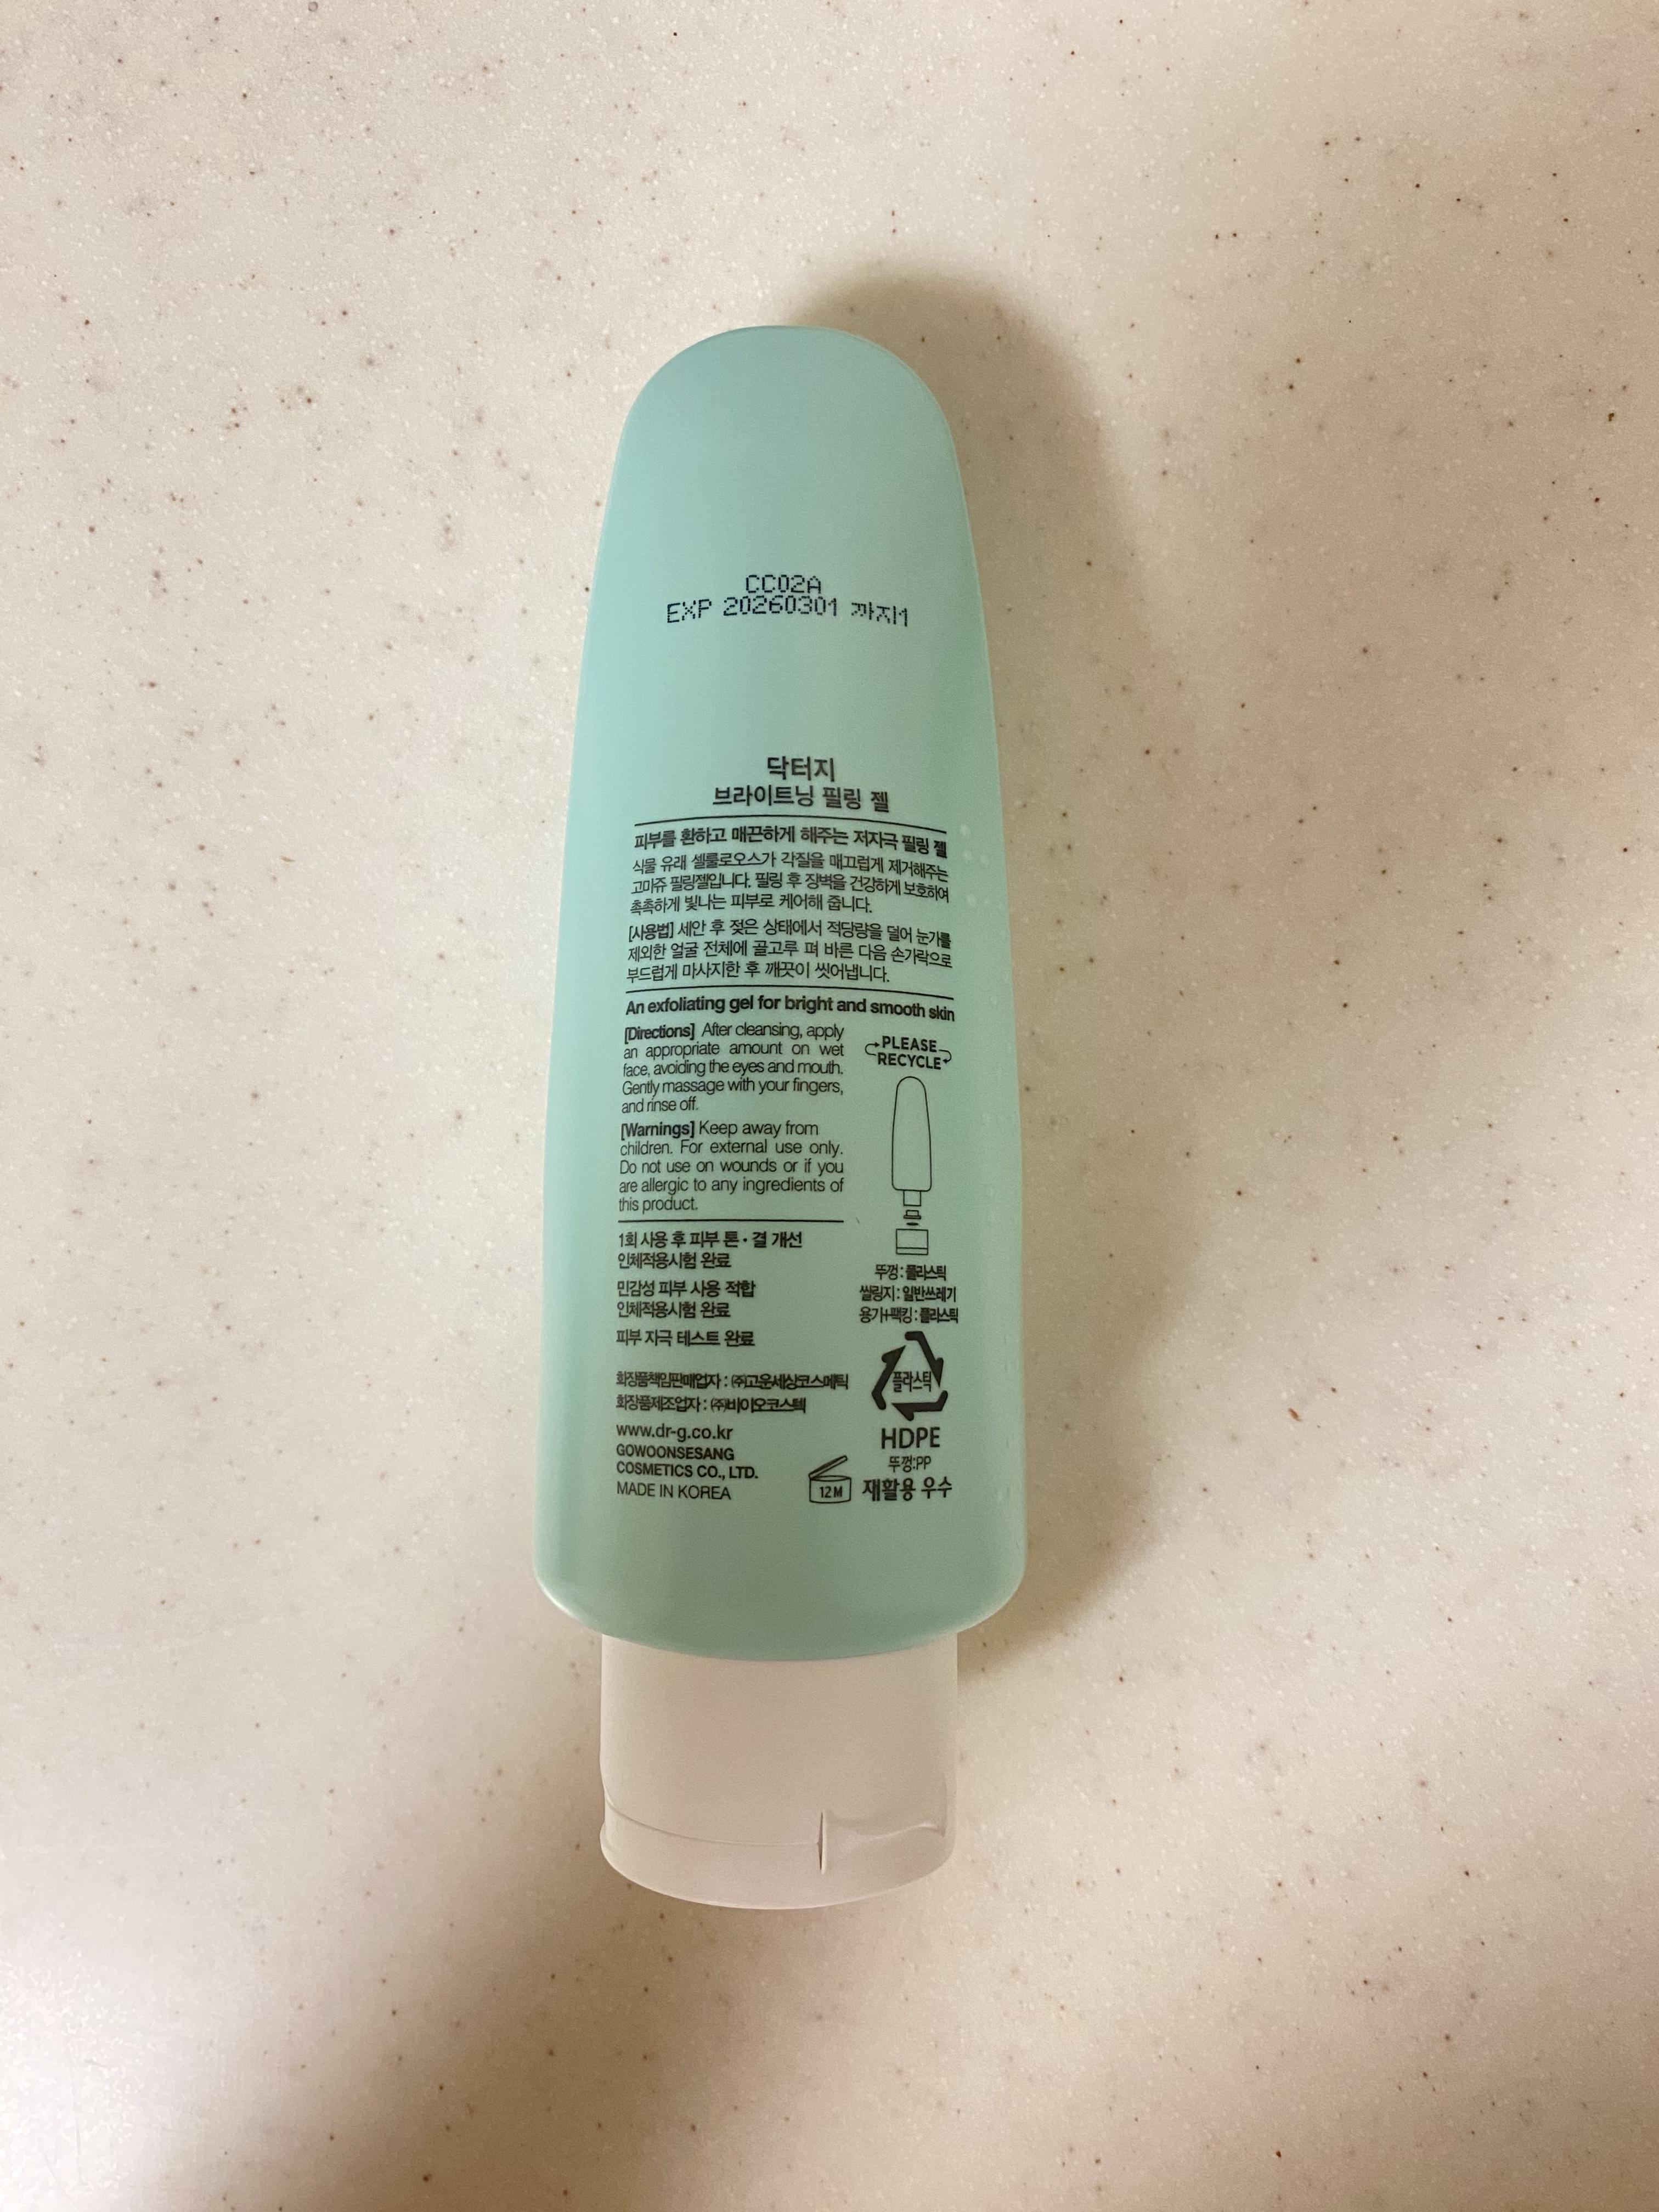 CC02A
EXP 20260301 까지1
닥터지
브라이트닝 필링 젤
피부를 환하고 매끈하게 해주는 저자극 필링 젤
식물 유래 셀룰로오스가 각질을 매끄럽게 제거해주는
고마쥬 필링젤입니다. 필링 후 장벽을 건강하게 보호하여
촉촉하게 빛나는 피부로 케어해 줍니다.
[사용법] 세안 후 젖은 상태에서 적당량을 덜어 눈가를
제외한 얼굴 전체에 골고루 펴 바른 다음 손가락으로
부드럽게 마사지한 후 깨끗이 씻어냅니다.
An exfoliating gel for bright and smooth skin
[Directions] After cleansing, apply
an appropriate amount on wet
face, avoiding the eyes and mouth.
Gently massage with your fingers,
and rinse off.
[Warnings] Keep away from
children. For external use only.
Do not use on wounds or if you
are allergic to any ingredients of
this product.
1회 사용 후 피부 톤·결 개선
인체적용시험 완료
민감성 피부 사용 적합
인체적용시험 완료
피부 자극 테스트 완료
화장품책임판매업자 : ㈜고운세상코스메틱
화장품제조업자 : ㈜비이오코스텍
www.dr-g.co.kr
GOWOONSESANG
COSMETICS CO., LTD.
MADE IN KOREA
PLEASE
RECYCLE
뚜껑 : 플라스틱
씰링지 : 일반쓰레기
용기+팩킹 : 플라스틱
플라스틱
HDPE
뚜껑:PP
12M
재활용 우수